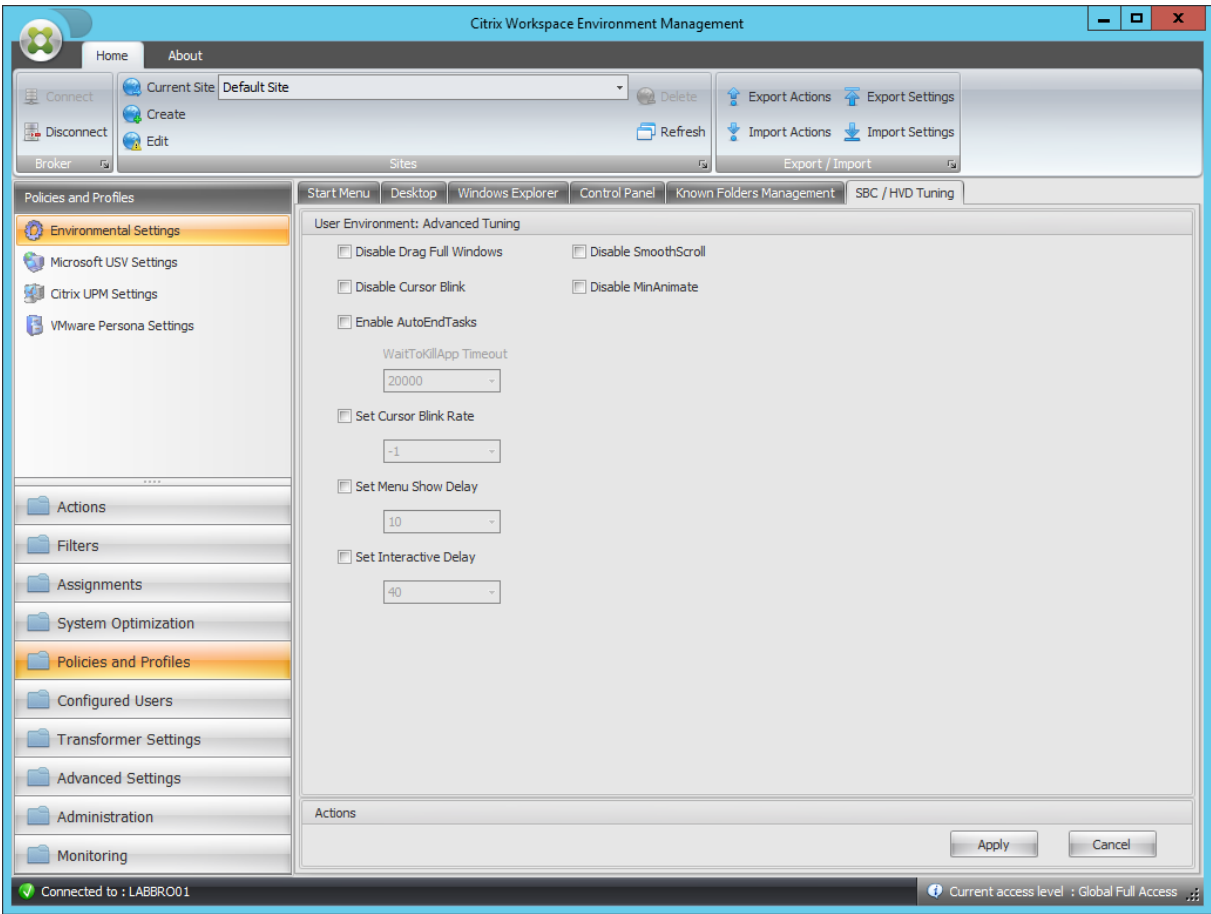 Citrix Workspace Environment Management
Home About
Connect
Disconnect
Broker
Current Site Default Site
Create
Edit
Delete
Refresh
Sites
Export Actions Export Settings
Import Actions Import Settings
Export / Import
Policies and Profiles
Environmental Settings
Microsoft USV Settings
Citrix UPM Settings
VMware Persona Settings
Actions
Filters
Assignments
System Optimization
Policies and Profiles
Configured Users
Transformer Settings
Advanced Settings
Administration
Monitoring
Start Menu Desktop Windows Explorer Control Panel Known Folders Management SBC / HVD Tuning
User Environment: Advanced Tuning
Disable Drag Full Windows Disable SmoothScroll
Disable Cursor Blink Disable MinAnimate
Enable AutoEndTasks
WaitToKillApp Timeout
20000
Set Cursor Blink Rate
-1
Set Menu Show Delay
10
Set Interactive Delay
40
Actions
Apply Cancel
Connected to : LABBRO01
Current access level : Global Full Access